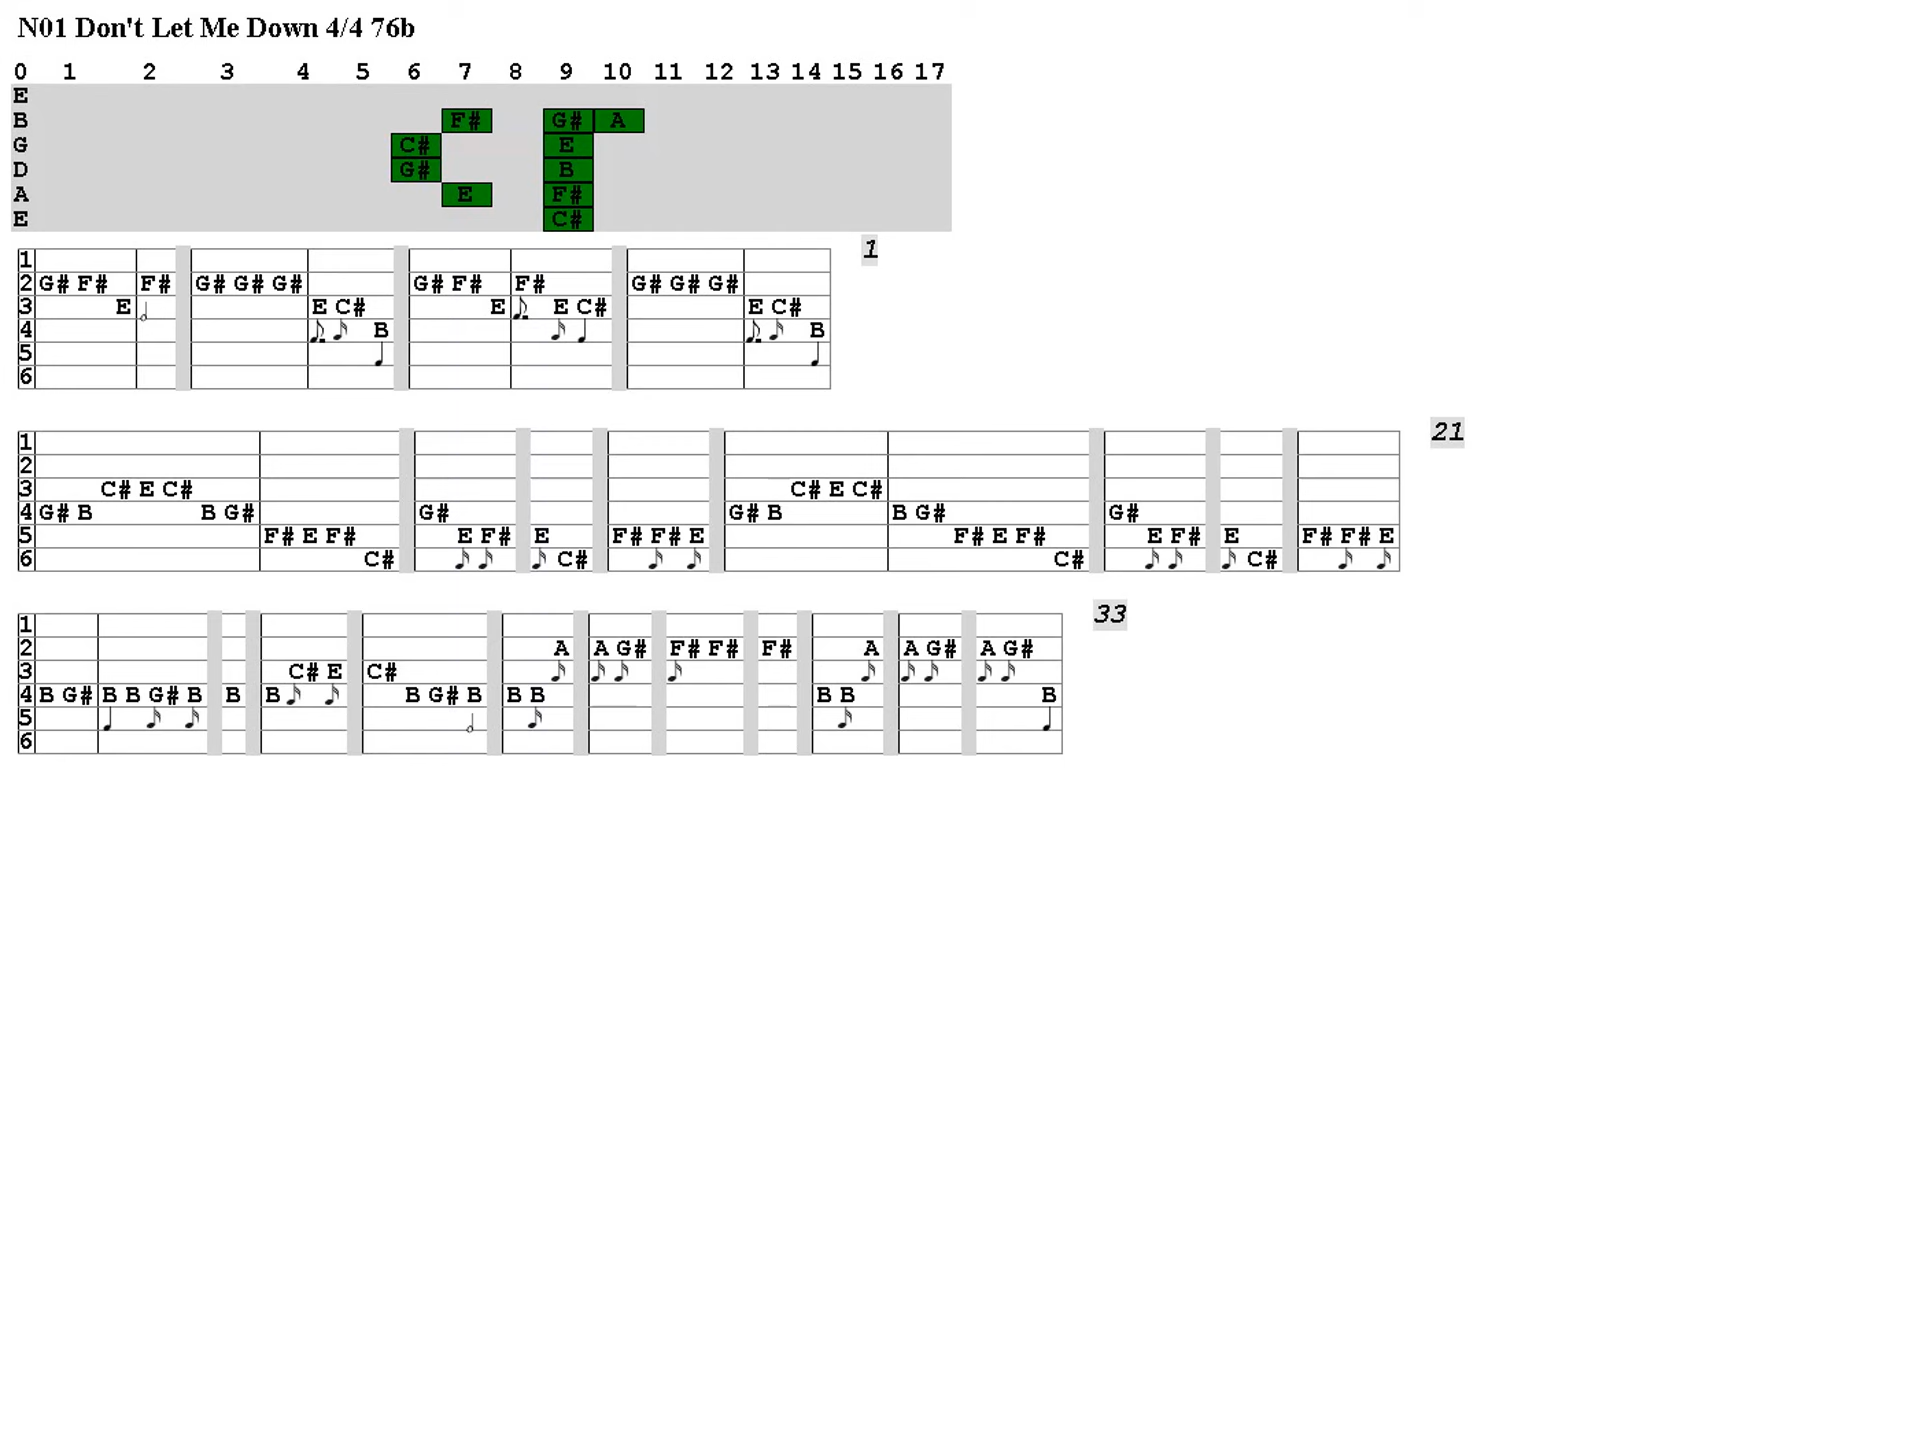 N01 Don't Let Me Down 4/4 76b
0 1 2 3 4 5 6 7 8 9 10 11 12 13 14 15 16 17
E
B F# G# A
G C# E
D G# B
A E F#
E C#
1
1
2 G# F# F# G# G# G# G# F# F# G# G# G#
3 E E C# E E C# E C#
4 B B
5
6
21
1
2
3 C# E C# C# E C#
4 G# B B G# G# G# B B G# G#
5 F# E F# E F# E F# F# E F# E F# E F# E F# F# E
6 C# C# C# C#
33
1
2 A A G# F# F# F# A A G# A G#
3 C# E C#
4 B G# B B G# B B B B G# B B B B B B
5
6